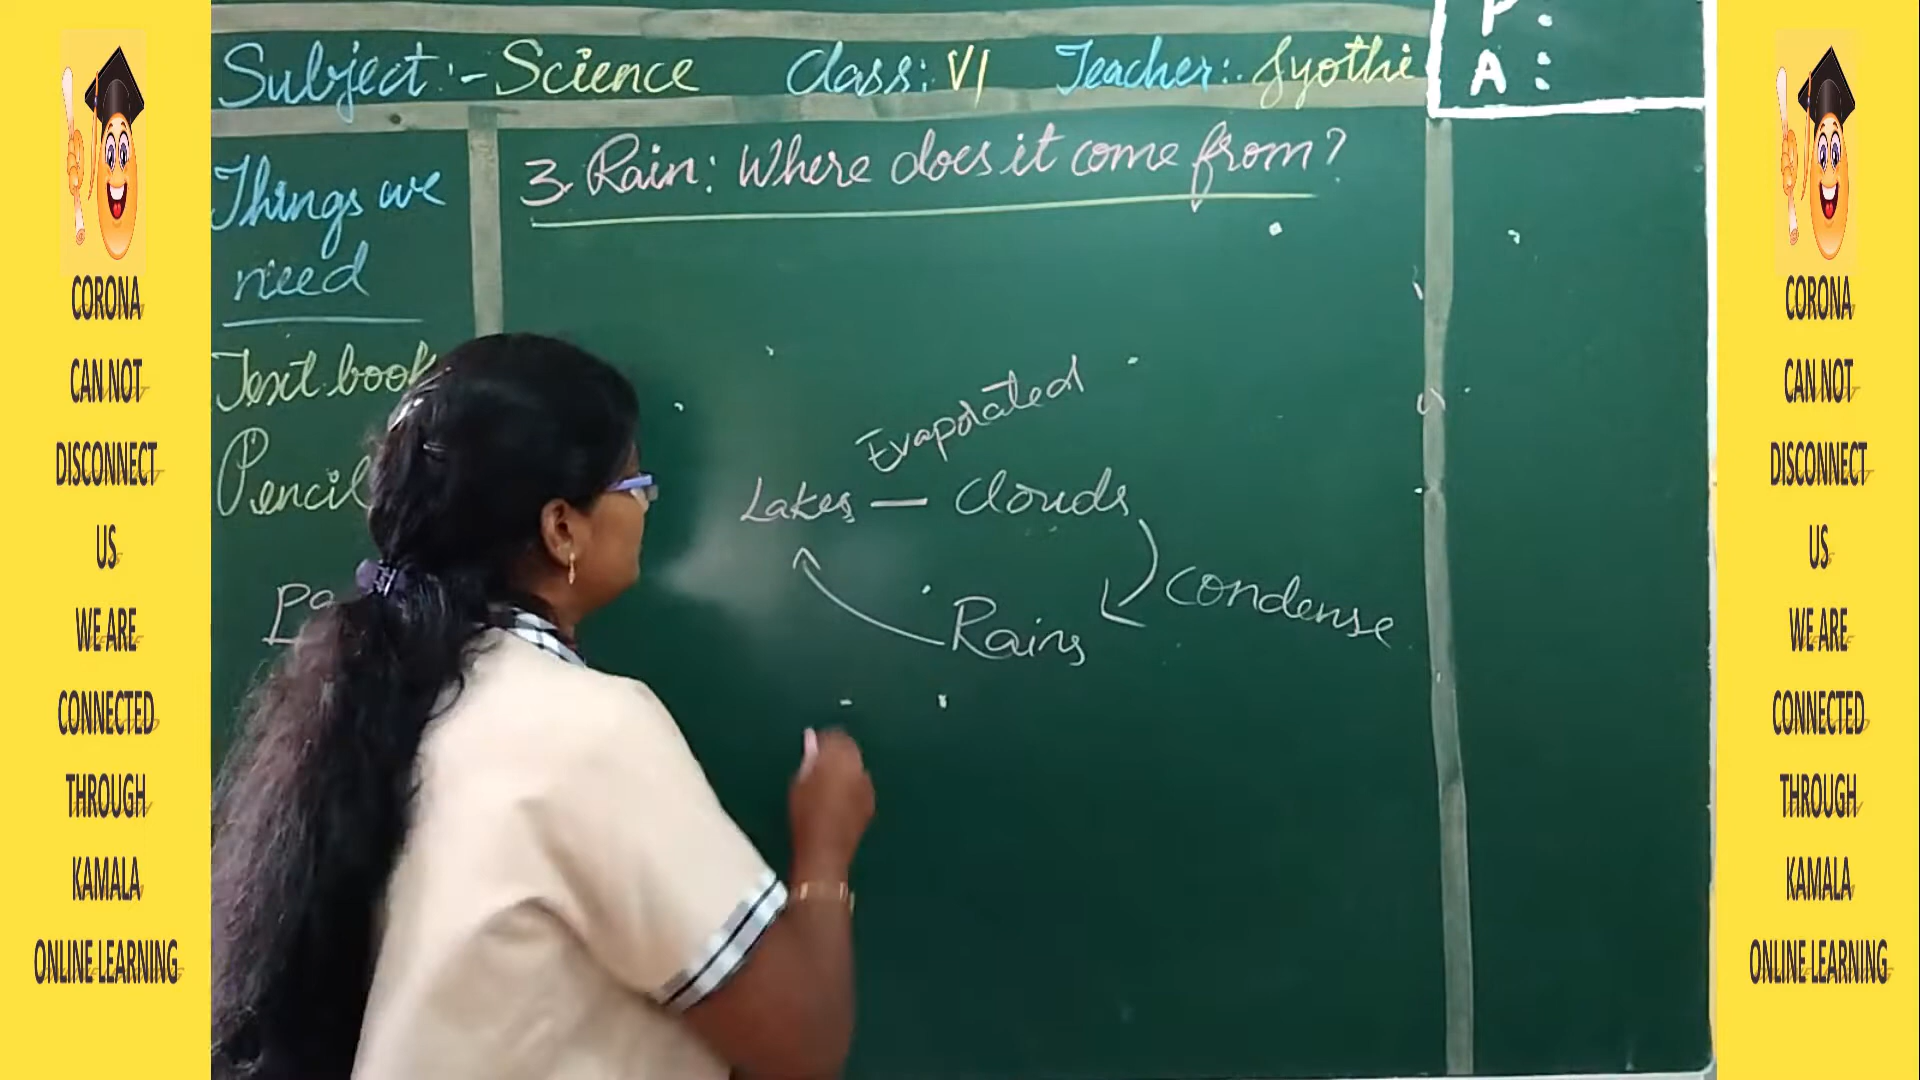 CORONA
CAN NOT
DISCONNECT
US
WE ARE
CONNECTED
THROUGH
KAMALA
ONLINE LEARNING
Subject:- Science Class: VI Teacher:. Jyothi
P:
A:
Things we
need
Text book
Pencil
Pa
3. Rain: Where does it come from?
Evaporated
Lakes — Clouds
Condense
Rains
CORONA
CAN NOT
DISCONNECT
US
WE ARE
CONNECTED
THROUGH
KAMALA
ONLINE LEARNING